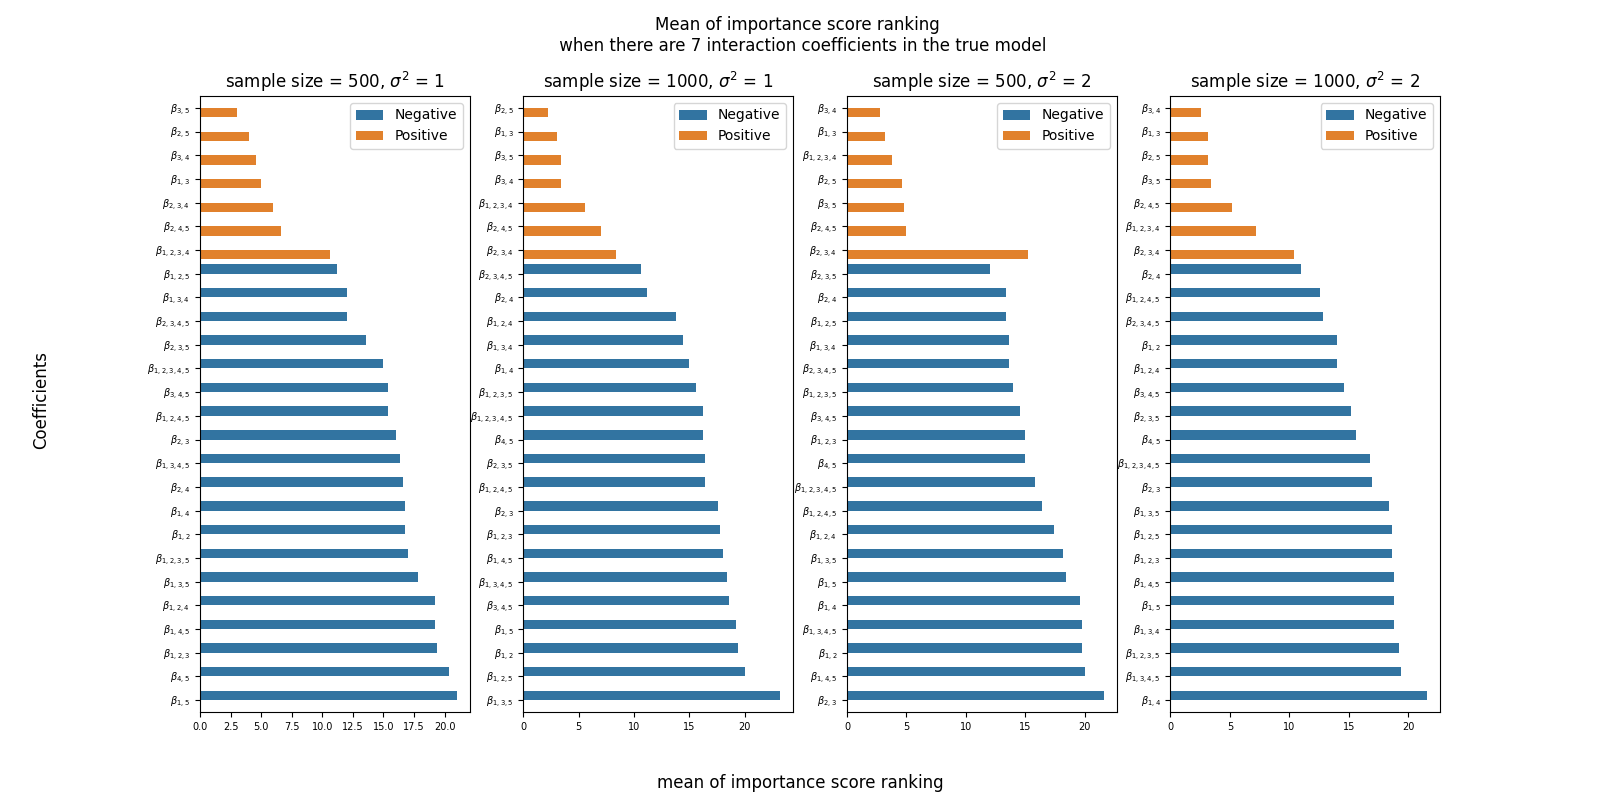 Mean of importance score ranking
when there are 7 interaction coefficients in the true model
sample size = 500, σ² = 1
Negative
Positive
β3, 5
β2, 5
β3, 4
β1, 3
β2, 3, 4
β2, 4, 5
β1, 2, 3, 4
β1, 2, 5
β1, 3, 4
β2, 3, 4, 5
β2, 3, 5
β1, 2, 3, 4, 5
β3, 4, 5
β1, 2, 4, 5
β2, 3
β1, 3, 4, 5
β2, 4
β1, 4
β1, 2
β1, 2, 3, 5
β1, 3, 5
β1, 2, 4
β1, 4, 5
β1, 2, 3
β4, 5
β1, 5
0.0 2.5 5.0 7.5 10.0 12.5 15.0 17.5 20.0
sample size = 1000, σ² = 1
Negative
Positive
β2, 5
β1, 3
β3, 5
β3, 4
β1, 2, 3, 4
β2, 4, 5
β2, 3, 4
β2, 3, 4, 5
β2, 4
β1, 2, 4
β1, 3, 4
β1, 4
β1, 2, 3, 5
β1, 2, 3, 4, 5
β4, 5
β2, 3, 5
β1, 2, 4, 5
β2, 3
β1, 2, 3
β1, 4, 5
β1, 3, 4, 5
β3, 4, 5
β1, 5
β1, 2
β1, 2, 5
β1, 3, 5
0 5 10 15 20
sample size = 500, σ² = 2
Negative
Positive
β3, 4
β1, 3
β1, 2, 3, 4
β2, 5
β3, 5
β2, 4, 5
β2, 3, 4
β2, 3, 5
β2, 4
β1, 2, 5
β1, 3, 4
β2, 3, 4, 5
β1, 2, 3, 5
β3, 4, 5
β1, 2, 3
β4, 5
β1, 2, 3, 4, 5
β1, 2, 4, 5
β1, 2, 4
β1, 3, 5
β1, 5
β1, 4
β1, 3, 4, 5
β1, 2
β1, 4, 5
β2, 3
0 5 10 15 20
sample size = 1000, σ² = 2
Negative
Positive
β3, 4
β1, 3
β2, 5
β3, 5
β2, 4, 5
β1, 2, 3, 4
β2, 3, 4
β2, 4
β1, 2, 4, 5
β2, 3, 4, 5
β1, 2
β1, 2, 4
β3, 4, 5
β2, 3, 5
β4, 5
β1, 2, 3, 4, 5
β2, 3
β1, 3, 5
β1, 2, 5
β1, 2, 3
β1, 4, 5
β1, 5
β1, 3, 4
β1, 2, 3, 5
β1, 3, 4, 5
β1, 4
0 5 10 15 20
Coefficients
mean of importance score ranking